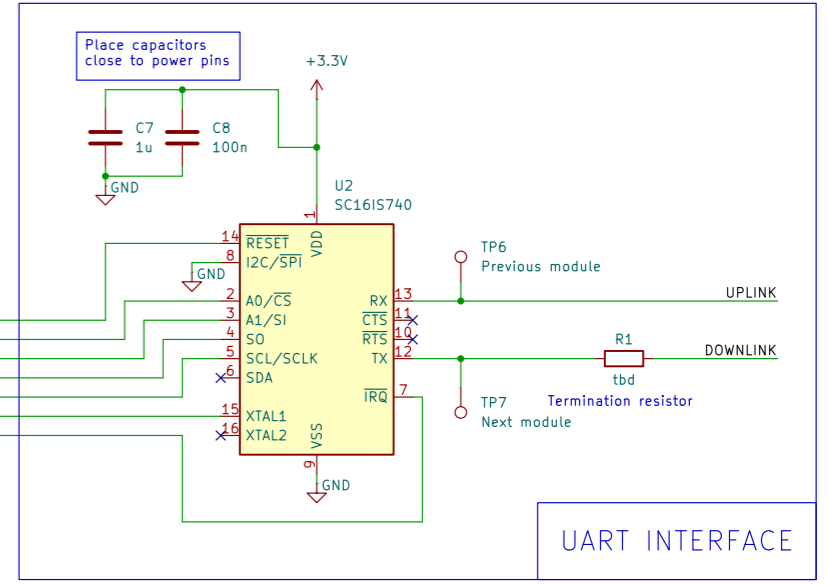 Place capacitors
close to power pins
+3.3V
C7
1u
C8
100n
GND
U2
SC16IS740
1
VDD
14 RESET
8 I2C/SPI
GND
2 A0/CS
3 A1/SI
4 SO
5 SCL/SCLK
6 SDA
15 XTAL1
16 XTAL2
RX 13
CTS 11
RTS 10
TX 12
IRQ 7
VSS
9
GND
TP6
Previous module
UPLINK
R1
tbd
DOWNLINK
Termination resistor
TP7
Next module
UART INTERFACE